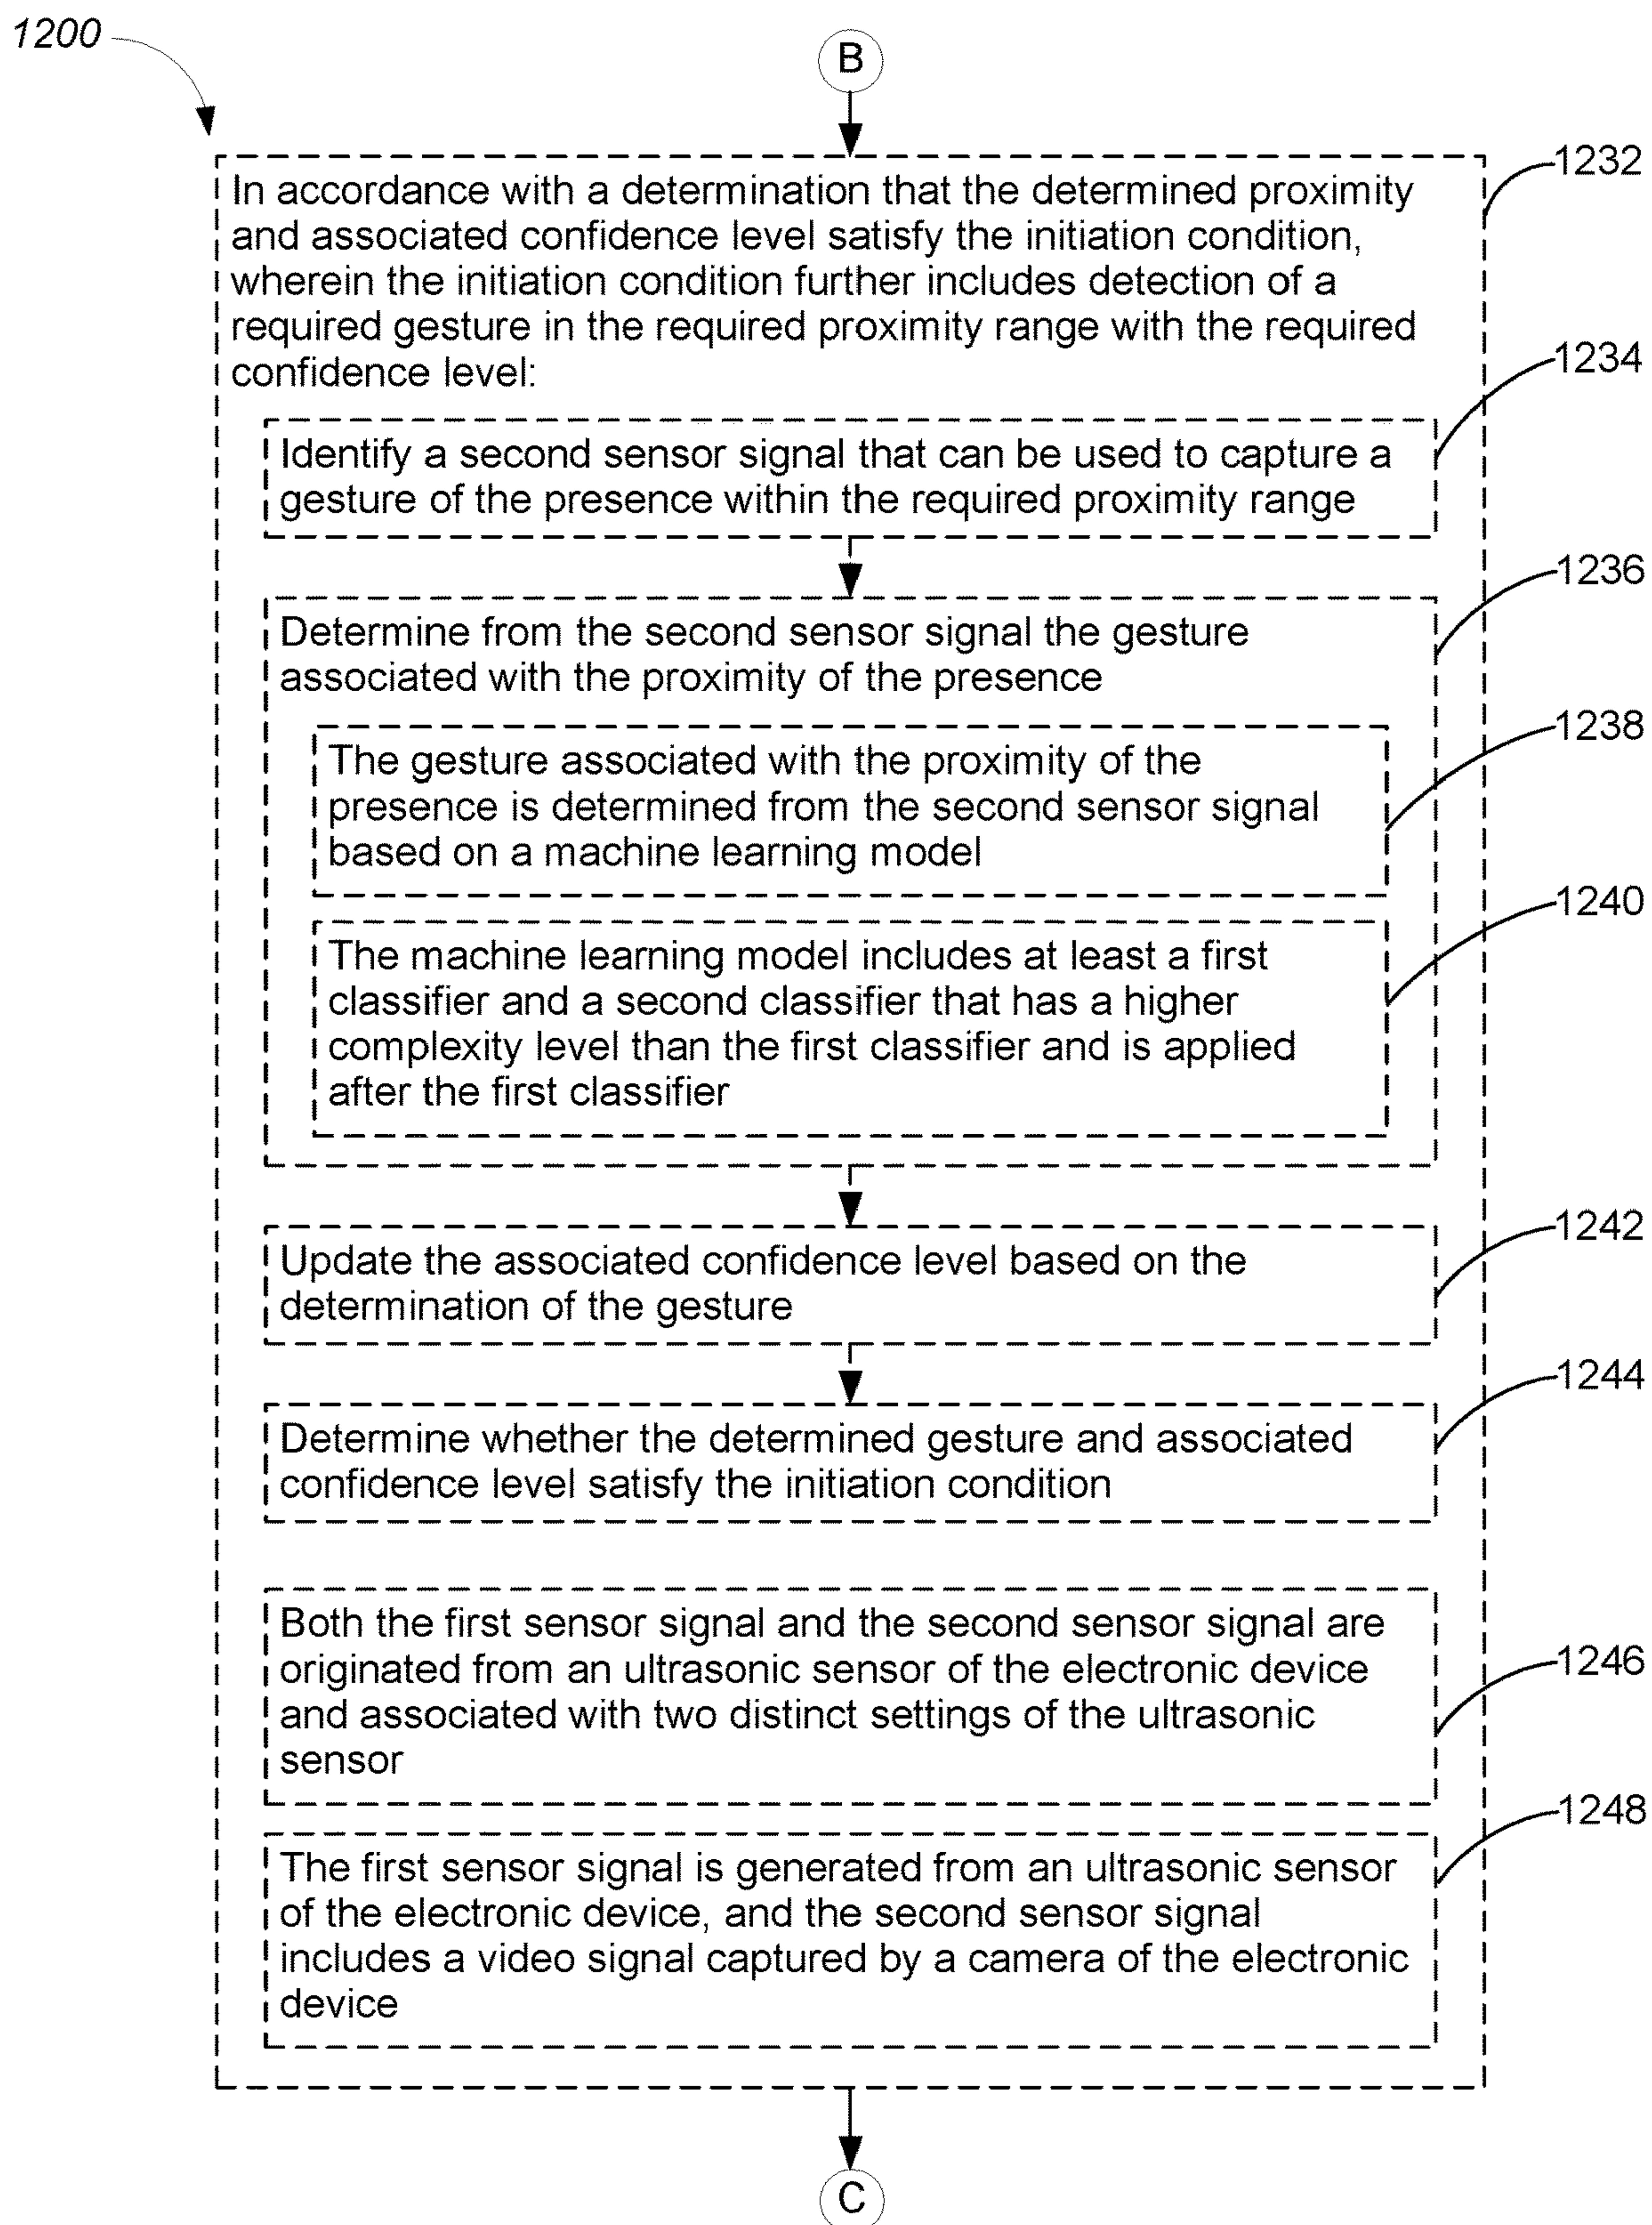 1200
B
1232
In accordance with a determination that the determined proximity
and associated confidence level satisfy the initiation condition,
wherein the initiation condition further includes detection of a
required gesture in the required proximity range with the required
confidence level:
1234
Identify a second sensor signal that can be used to capture a
gesture of the presence within the required proximity range
1236
Determine from the second sensor signal the gesture
associated with the proximity of the presence
1238
The gesture associated with the proximity of the
presence is determined from the second sensor signal
based on a machine learning model
1240
The machine learning model includes at least a first
classifier and a second classifier that has a higher
complexity level than the first classifier and is applied
after the first classifier
1242
Update the associated confidence level based on the
determination of the gesture
1244
Determine whether the determined gesture and associated
confidence level satisfy the initiation condition
1246
Both the first sensor signal and the second sensor signal are
originated from an ultrasonic sensor of the electronic device
and associated with two distinct settings of the ultrasonic
sensor
1248
The first sensor signal is generated from an ultrasonic sensor
of the electronic device, and the second sensor signal
includes a video signal captured by a camera of the electronic
device
C